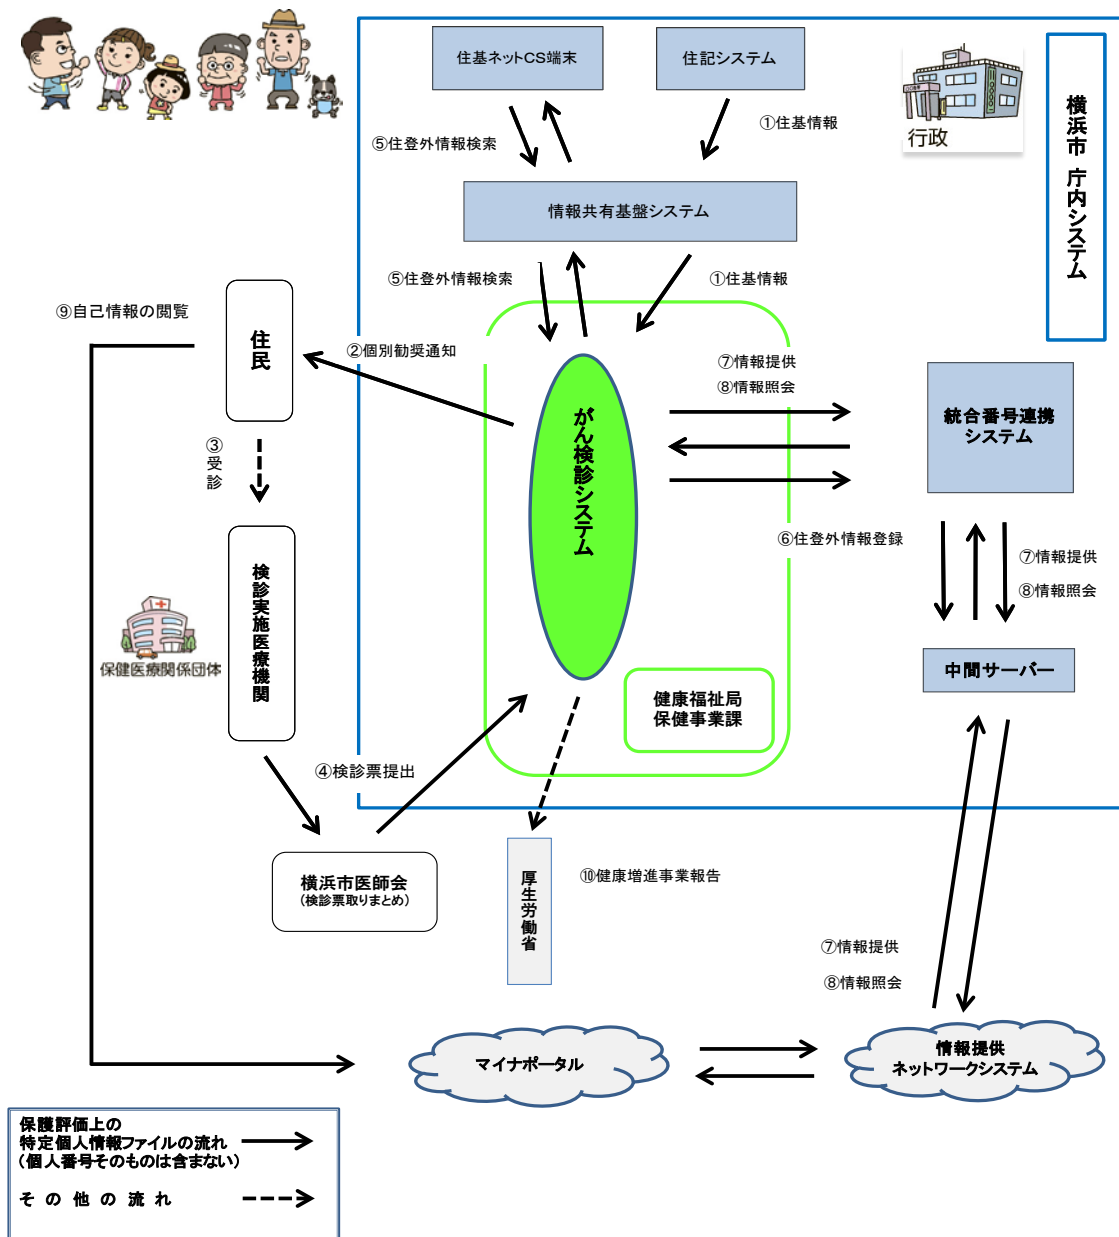 住基ネットCS端末
住記システム
行政
横浜市 庁内システム
①住基情報
⑤住登外情報検索
情報共有基盤システム
⑤住登外情報検索
①住基情報
⑨自己情報の閲覧
住民
②個別勧奨通知
⑦情報提供
⑧情報照会
がん検診システム
統合番号連携
システム
③受診
⑥住登外情報登録
⑦情報提供
⑧情報照会
検診実施医療機関
保健医療関係団体
中間サーバー
健康福祉局
保健事業課
④検診票提出
横浜市医師会
(検診票取りまとめ)
厚生労働省
⑩健康増進事業報告
⑦情報提供
⑧情報照会
マイナポータル
情報提供
ネットワークシステム
保護評価上の
特定個人情報ファイルの流れ
(個人番号そのものは含まない)
その他の流れ